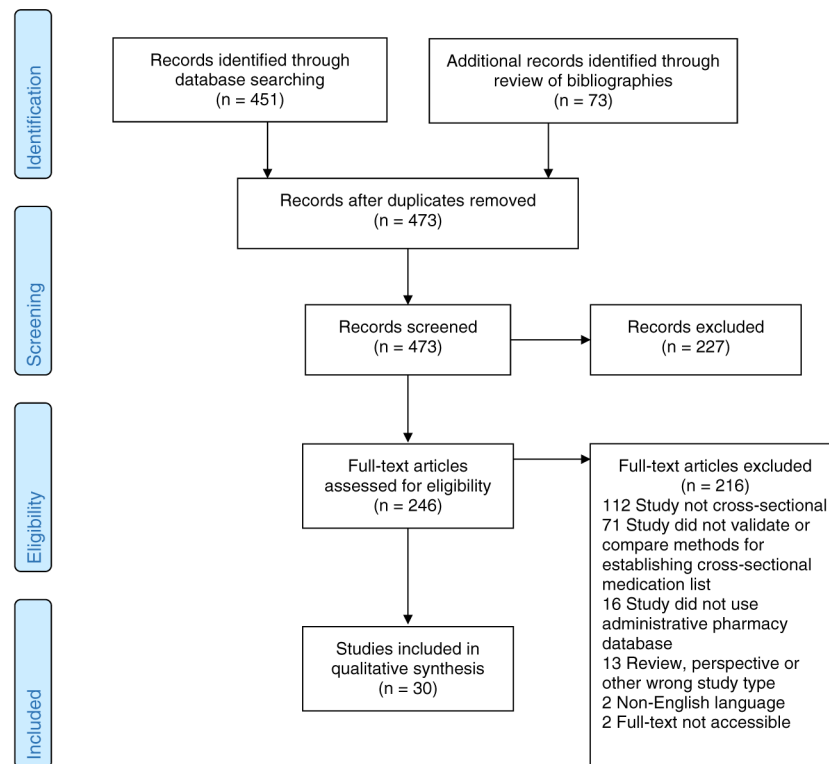 Identification
Records identified through
database searching
(n = 451)
Additional records identified through
review of bibliographies
(n = 73)
Records after duplicates removed
(n = 473)
Screening
Records screened
(n = 473)
Records excluded
(n = 227)
Eligibility
Full-text articles
assessed for eligibility
(n = 246)
Full-text articles excluded
(n = 216)
112 Study not cross-sectional
71 Study did not validate or
compare methods for
establishing cross-sectional
medication list
16 Study did not use
administrative pharmacy
database
13 Review, perspective or
other wrong study type
2 Non-English language
2 Full-text not accessible
Included
Studies included in
qualitative synthesis
(n = 30)